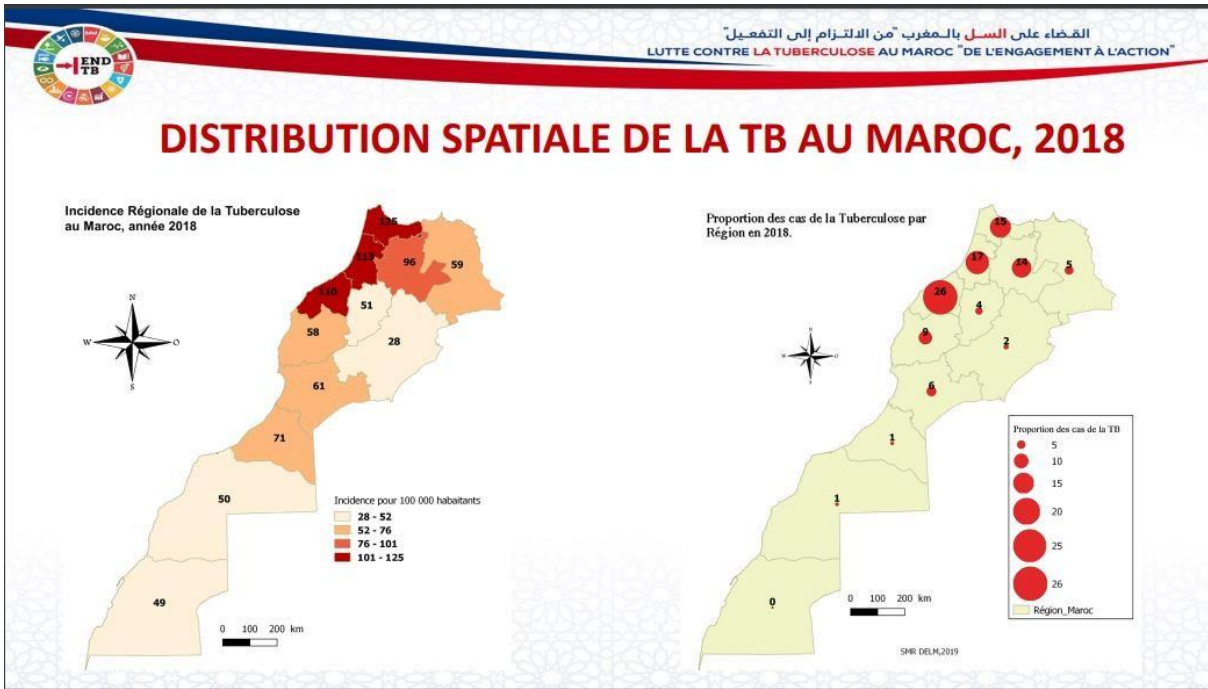 القضاء على السل بالمغرب "من الالتزام إلى التفعيل"
LUTTE CONTRE LA TUBERCULOSE AU MAROC "DE L'ENGAGEMENT À L'ACTION"
END
TB
DISTRIBUTION SPATIALE DE LA TB AU MAROC, 2018
Incidence Régionale de la Tuberculose
au Maroc, année 2018
N
W
O
S
125
113
96
59
110
51
58
28
61
71
50
49
Incidence pour 100 000 habaitants
28 - 52
52 - 76
76 - 101
101 - 125
0 100 200 km
Proportion des cas de la Tuberculose par
Région en 2018.
W
O
15
17
14
5
26
4
9
2
6
1
1
0
Proportion des cas de la TB
5
10
15
20
25
26
Région_Maroc
0 100 200 km
SMR DELM,2019